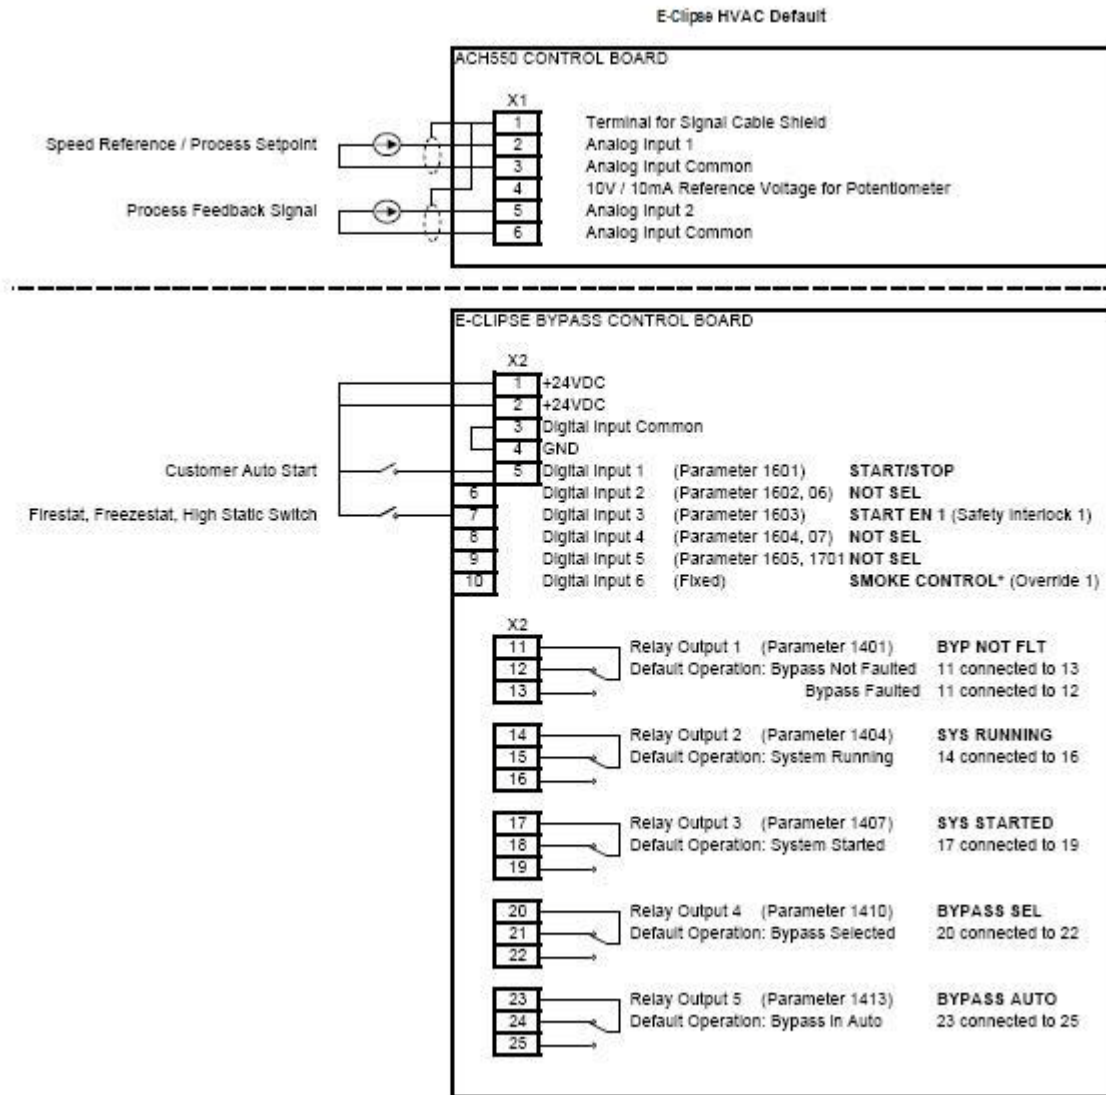 E-Clipse HVAC Default
ACH550 CONTROL BOARD
X1
1 Terminal for Signal Cable Shield
Speed Reference / Process Setpoint 2 Analog Input 1
3 Analog Input Common
4 10V / 10mA Reference Voltage for Potentiometer
Process Feedback Signal 5 Analog Input 2
6 Analog Input Common
E-CLIPSE BYPASS CONTROL BOARD
X2
1 +24VDC
2 +24VDC
3 Digital Input Common
4 GND
Customer Auto Start 5 Digital Input 1 (Parameter 1601) START/STOP
6 Digital Input 2 (Parameter 1602, 06) NOT SEL
Firestat, Freezestat, High Static Switch 7 Digital Input 3 (Parameter 1603) START EN 1 (Safety Interlock 1)
8 Digital Input 4 (Parameter 1604, 07) NOT SEL
9 Digital Input 5 (Parameter 1605, 1701 NOT SEL
10 Digital Input 6 (Fixed) SMOKE CONTROL* (Override 1)
X2
11 Relay Output 1 (Parameter 1401) BYP NOT FLT
12 Default Operation: Bypass Not Faulted 11 connected to 13
13 Bypass Faulted 11 connected to 12
14 Relay Output 2 (Parameter 1404) SYS RUNNING
15 Default Operation: System Running 14 connected to 16
16
17 Relay Output 3 (Parameter 1407) SYS STARTED
18 Default Operation: System Started 17 connected to 19
19
20 Relay Output 4 (Parameter 1410) BYPASS SEL
21 Default Operation: Bypass Selected 20 connected to 22
22
23 Relay Output 5 (Parameter 1413) BYPASS AUTO
24 Default Operation: Bypass In Auto 23 connected to 25
25